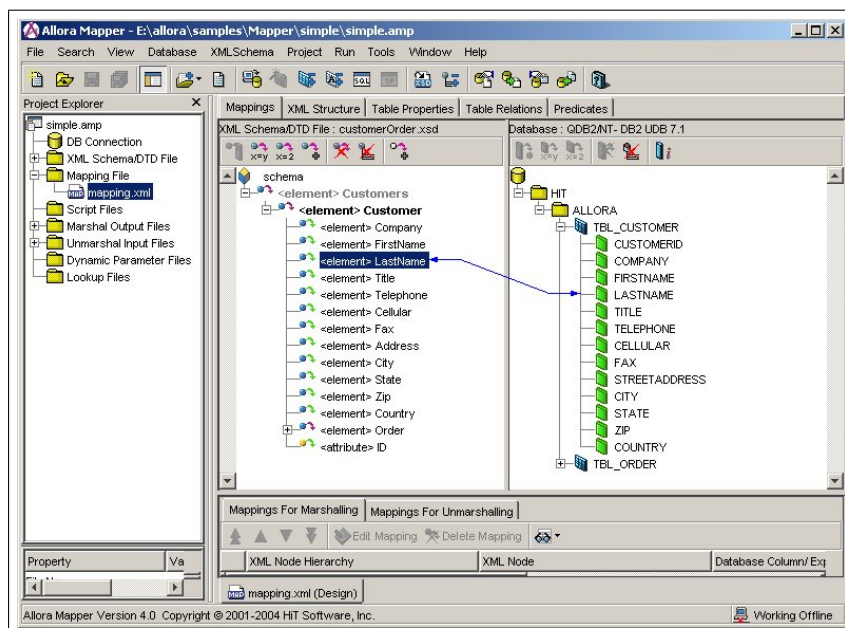 Allora Mapper - E:\allora\samples\Mapper\simple\simple.amp
File Search View Database XMLSchema Project Run Tools Window Help
Project Explorer X
simple.amp
DB Connection
XML Schema/DTD File
Mapping File
mapping.xml
Script Files
Marshal Output Files
Unmarshal Input Files
Dynamic Parameter Files
Lookup Files
Property Va
Mappings XML Structure Table Properties Table Relations Predicates
XML Schema/DTD File : customerOrder.xsd
x=y x=2
schema
<element> Customers
<element> Customer
<element> Company
<element> FirstName
<element> LastName
<element> Title
<element> Telephone
<element> Cellular
<element> Fax
<element> Address
<element> City
<element> State
<element> Zip
<element> Country
<element> Order
<attribute> ID
Database : QDB2/NT- DB2 UDB 7.1
x=y x=2
HIT
ALLORA
TBL_CUSTOMER
CUSTOMERID
COMPANY
FIRSTNAME
LASTNAME
TITLE
TELEPHONE
CELLULAR
FAX
STREETADDRESS
CITY
STATE
ZIP
COUNTRY
TBL_ORDER
Mappings For Marshalling Mappings For Unmarshalling
Edit Mapping Delete Mapping
XML Node Hierarchy XML Node Database Column/ Exp
mapping.xml (Design)
Allora Mapper Version 4.0 Copyright © 2001-2004 HiT Software, Inc. Working Offline